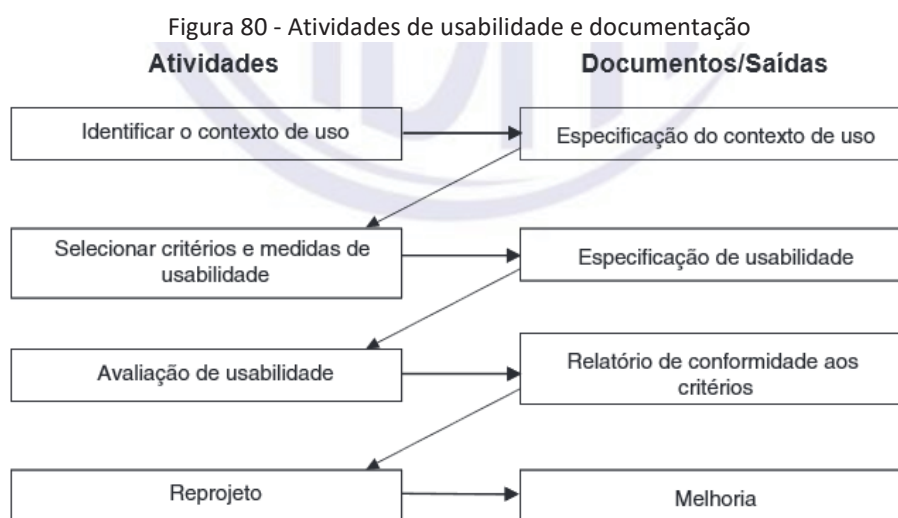 Figura 80 - Atividades de usabilidade e documentação
Atividades
Documentos/Saídas
Identificar o contexto de uso
Especificação do contexto de uso
Selecionar critérios e medidas de
usabilidade
Especificação de usabilidade
Avaliação de usabilidade
Relatório de conformidade aos
critérios
Reprojeto
Melhoria